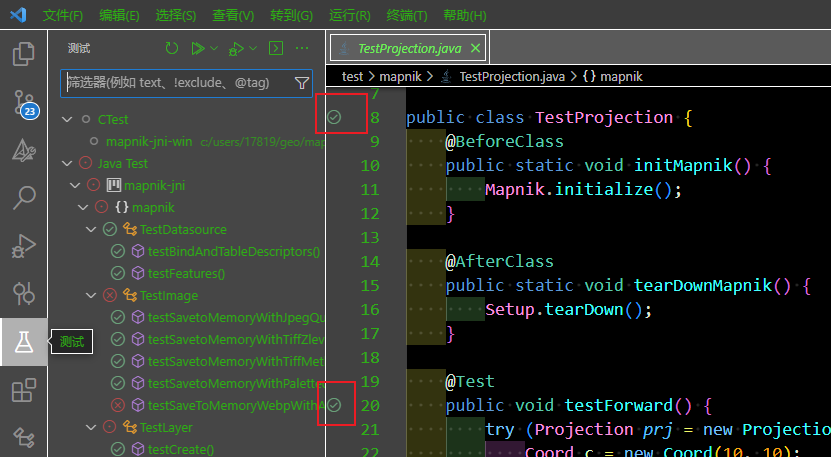 文件(F) 编辑(E) 选择(S) 查看(V) 转到(G) 运行(R) 终端(T) 帮助(H)
测试
筛选器(例如 text、!exclude、@tag)
CTest
mapnik-jni-win c:/users/17819/geo/map
Java Test
mapnik-jni
{} mapnik
TestDatasource
testBindAndTableDescriptors()
testFeatures()
TestImage
testSavetoMemoryWithJpegQu
testSavetoMemoryWithTiffZlev
testSavetoMemoryWithTiffMet
testSavetoMemoryWithPalette
testSaveToMemoryWebpWithA
TestLayer
testCreate()
23
测试
TestProjection.java ×
test > mapnik > TestProjection.java > {} mapnik
7
8 public class TestProjection {
9 @BeforeClass
10 public static void initMapnik() {
11 Mapnik.initialize();
12 }
13
14 @AfterClass
15 public static void tearDownMapnik() {
16 Setup.tearDown();
17 }
18
19 @Test
20 public void testForward() {
21 try (Projection prj = new Projection
22 Coord c = new Coord(10, 10);